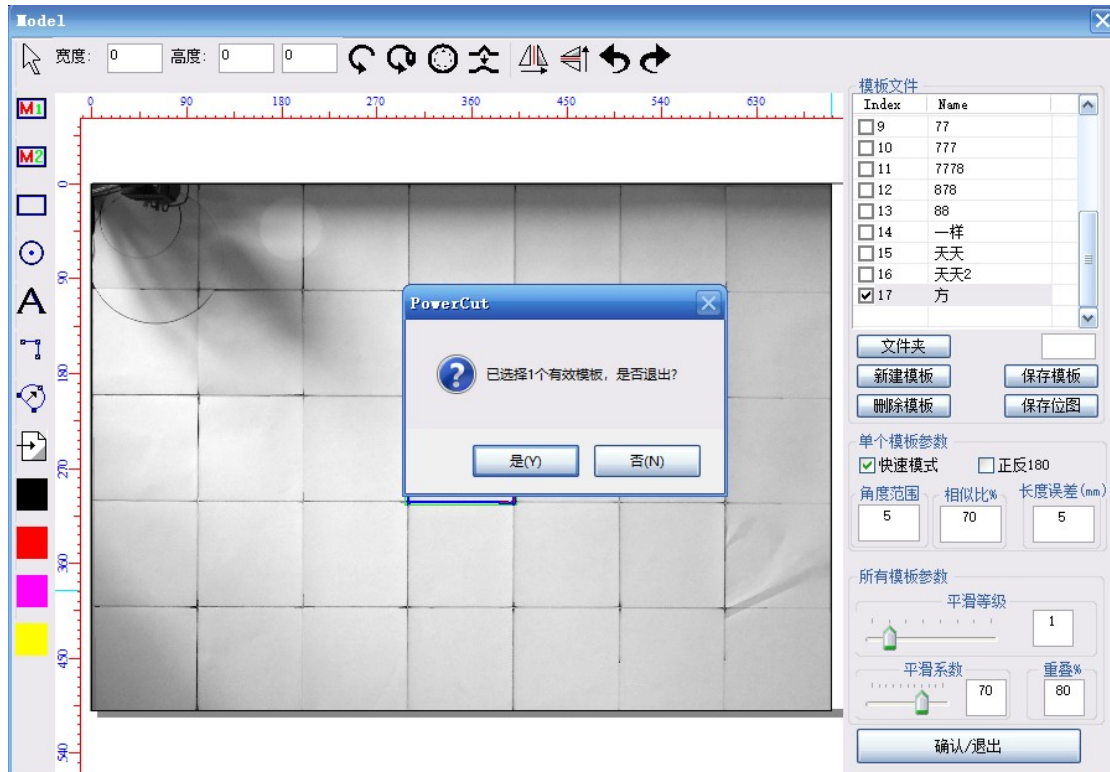 Model
宽度: 0 高度: 0 0
M1
M2
A
0 90 180 270 360 450 540 630
0
90
180
270
360
450
540
模板文件
Index Name
9 77
10 777
11 7778
12 878
13 88
14 一样
15 天天
16 天天2
17 方
文件夹
新建模板 保存模板
删除模板 保存位图
PowerCut
已选择1个有效模板, 是否退出?
是(Y) 否(N)
单个模板参数
快速模式 正反180
角度范围 相似比% 长度误差(mm)
5 70 5
所有模板参数
平滑等级
1
平滑系数 重叠%
70 80
确认/退出